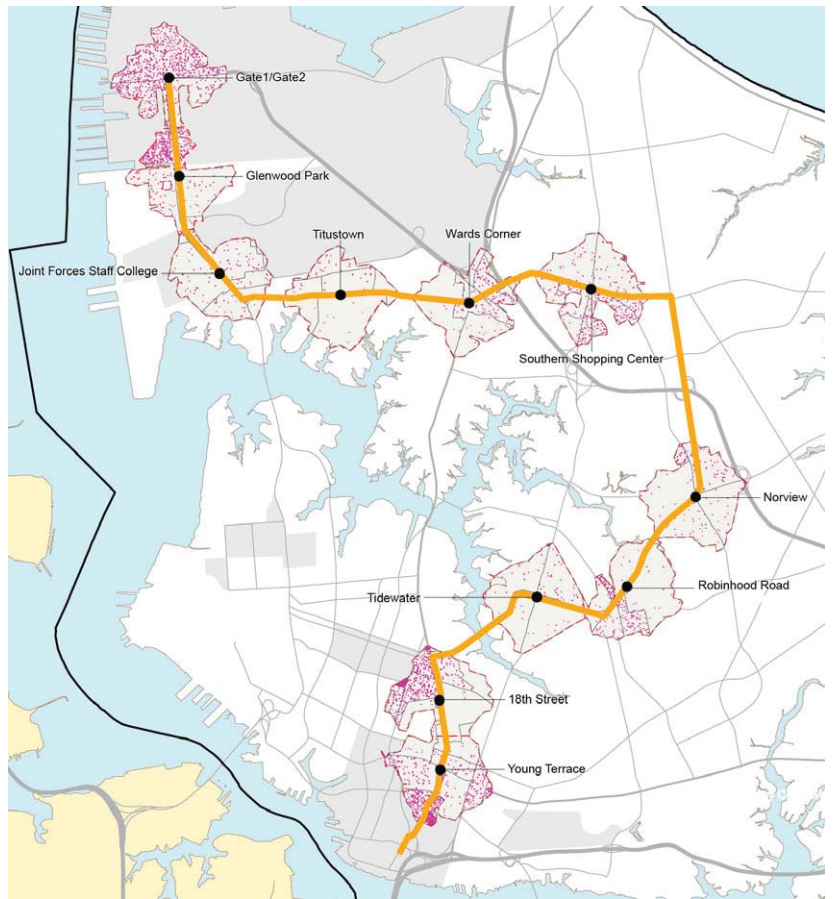 Gate1/Gate2
Glenwood Park
Titustown
Wards Corner
Joint Forces Staff College
Southern Shopping Center
Norview
Robinhood Road
Tidewater
18th Street
Young Terrace